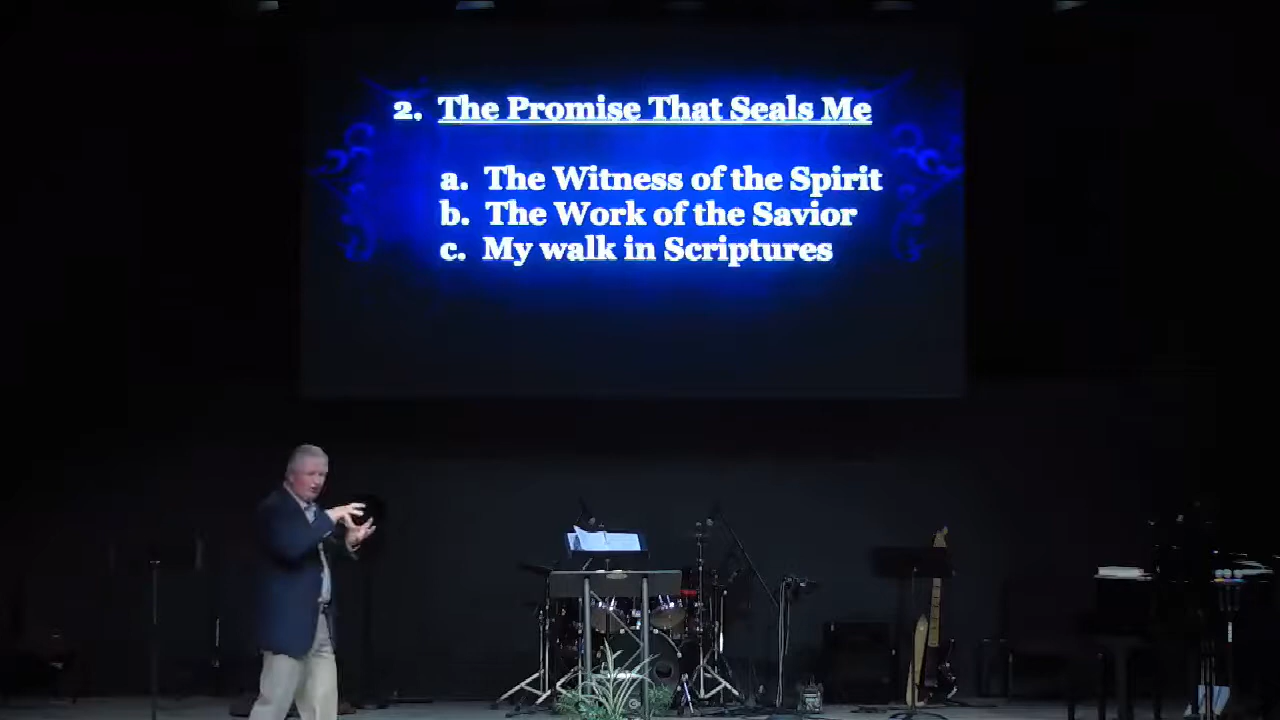 2. The Promise That Seals Me
a. The Witness of the Spirit
b. The Work of the Savior
c. My walk in Scriptures